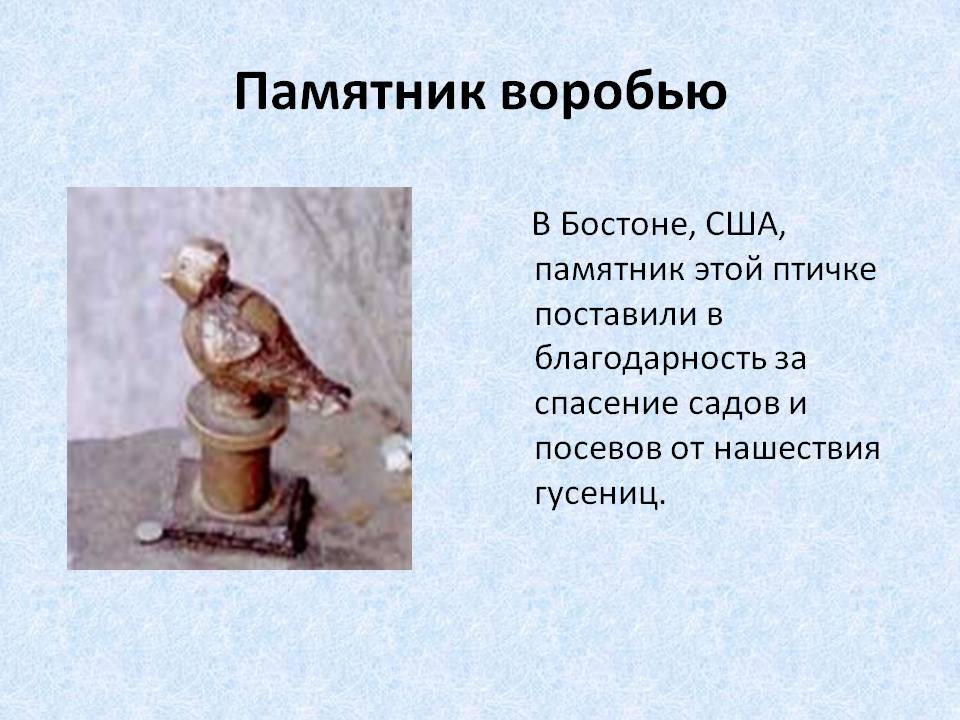 Памятник воробью
В Бостоне, США,
памятник этой птичке
поставили в
благодарность за
спасение садов и
посевов от нашествия
гусениц.